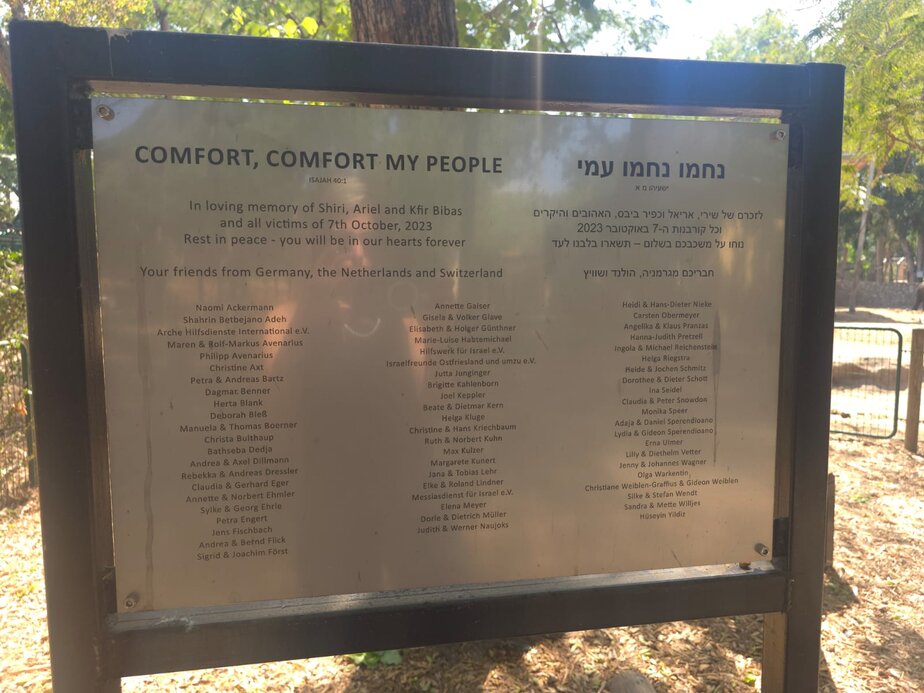 COMFORT, COMFORT MY PEOPLE
ISAJAH 40:1
In loving memory of Shiri, Ariel and Kfir Bibas
and all victims of 7th October, 2023
Rest in peace - you will be in our hearts forever
Your friends from Germany, the Netherlands and Switzerland
נחמו נחמו עמי
ישעיהו מ א
לזכרם של שירי, אריאל וכפיר ביבס, האהובים והיקרים
וכל קורבנות ה-7 באוקטובר 2023
נוחו על משכבכם בשלום – תשארו בלבנו לעד
חבריכם מגרמניה, הולנד ושוויץ
Naomi Ackermann
Shahrin Betbejano Adeh
Arche Hilfsdienste International e.V.
Maren & Rolf-Markus Avenarius
Philipp Avenarius
Christine Axt
Petra & Andreas Bartz
Dagmar Benner
Herta Blank
Deborah Bleß
Manuela & Thomas Boerner
Christa Bulthaup
Bathseba Dedja
Andrea & Axel Dillmann
Rebekka & Andreas Dressler
Claudia & Gerhard Eger
Annette & Norbert Ehmler
Sylke & Georg Ehrle
Petra Engert
Jens Fischbach
Andrea & Bernd Flick
Sigrid & Joachim Först
Annette Gaiser
Gisela & Volker Glave
Elisabeth & Holger Günthner
Marie-Luise Habtemichael
Hilfswerk für Israel e.V.
Israelfreunde Ostfriesland und umzu e.V.
Jutta Junginger
Brigitte Kahlenborn
Joel Keppler
Beate & Dietmar Kern
Helga Kluge
Christine & Hans Kriechbaum
Ruth & Norbert Kuhn
Max Kulzer
Margarete Kunert
Jana & Tobias Lehr
Elke & Roland Lindner
Messiasdienst für Israel e.V.
Elena Meyer
Dorle & Dietrich Müller
Judith & Werner Naujoks
Heidi & Hans-Dieter Nieke
Carsten Obermeyer
Angelika & Klaus Pranzas
Hanna-Judith Pretzell
Ingola & Michael Reichenstein
Helga Riegstra
Heide & Jochen Schmitz
Dorothee & Dieter Schott
Ina Seidel
Claudia & Peter Snowdon
Monika Speer
Adaja & Daniel Sperendioano
Lydia & Gideon Sperendioano
Erna Ulmer
Lilly & Diethelm Vetter
Jenny & Johannes Wagner
Olga Warkentin
Christiane Weiblen-Graffius & Gideon Weiblen
Silke & Stefan Wendt
Sandra & Mette Willjes
Hüseyin Yildiz